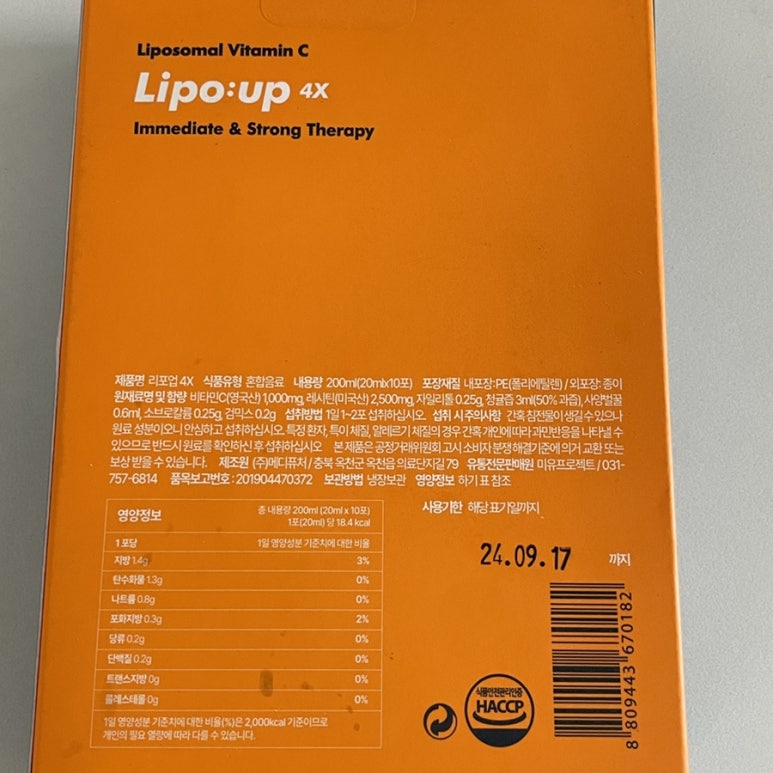 Liposomal Vitamin C
Lipo:up 4X
Immediate & Strong Therapy
제품명 리포업 4X 식품유형 혼합음료 내용량 200ml(20mlx10포) 포장재질 내포장:PE(폴리에틸렌) / 외포장: 종이
원재료명 및 함량 비타민C(영국산) 1,000mg, 레시틴(미국산) 2,500mg, 자일리톨 0.25g, 청귤즙 3ml(50% 과즙), 사양벌꿀
0.6ml, 소브로칼륨 0.25g, 검믹스 0.2g 섭취방법 1일 1~2포 섭취하십시오. 섭취 시 주의사항 간혹 침전물이 생길 수 있으나
원료 성분이오니 안심하고 섭취하십시오. 특정 환자, 특이 체질, 알레르기 체질의 경우 간혹 개인에 따라 과민반응을 나타낼 수
있으므로 반드시 원료를 확인하신 후 섭취하십시오 본 제품은 공정거래위원회 고시 소비자 분쟁 해결 기준에 의거 교환 또는
보상 받을 수 있습니다. 제조원 (주)메디퓨처 / 충북 옥천군 옥천읍 의료단지길 79 유통전문판매원 미유프로젝트 / 031-
757-6814 품목보고번호 : 201904470372 보관방법 냉장보관 영양정보 하기 표 참조
영양정보 총 내용량 200ml (20ml x 10포)
1포(20ml) 당 18.4 kcal
1 포당 1일 영양성분 기준치에 대한 비율
지방 1.4g 3%
탄수화물 1.3g 0%
나트륨 0.8g 0%
포화지방 0.3g 2%
당류 0.2g 0%
단백질 0.2g 0%
트랜스지방 0g 0%
콜레스테롤 0g 0%
1일 영양성분 기준치에 대한 비율(%)은 2,000kcal 기준이므로
개인의 필요 열량에 따라 다를 수 있습니다.
사용기한 해당 표기일까지
24.09.17 까지
식품안전관리인증
HACCP
8 809443 670182